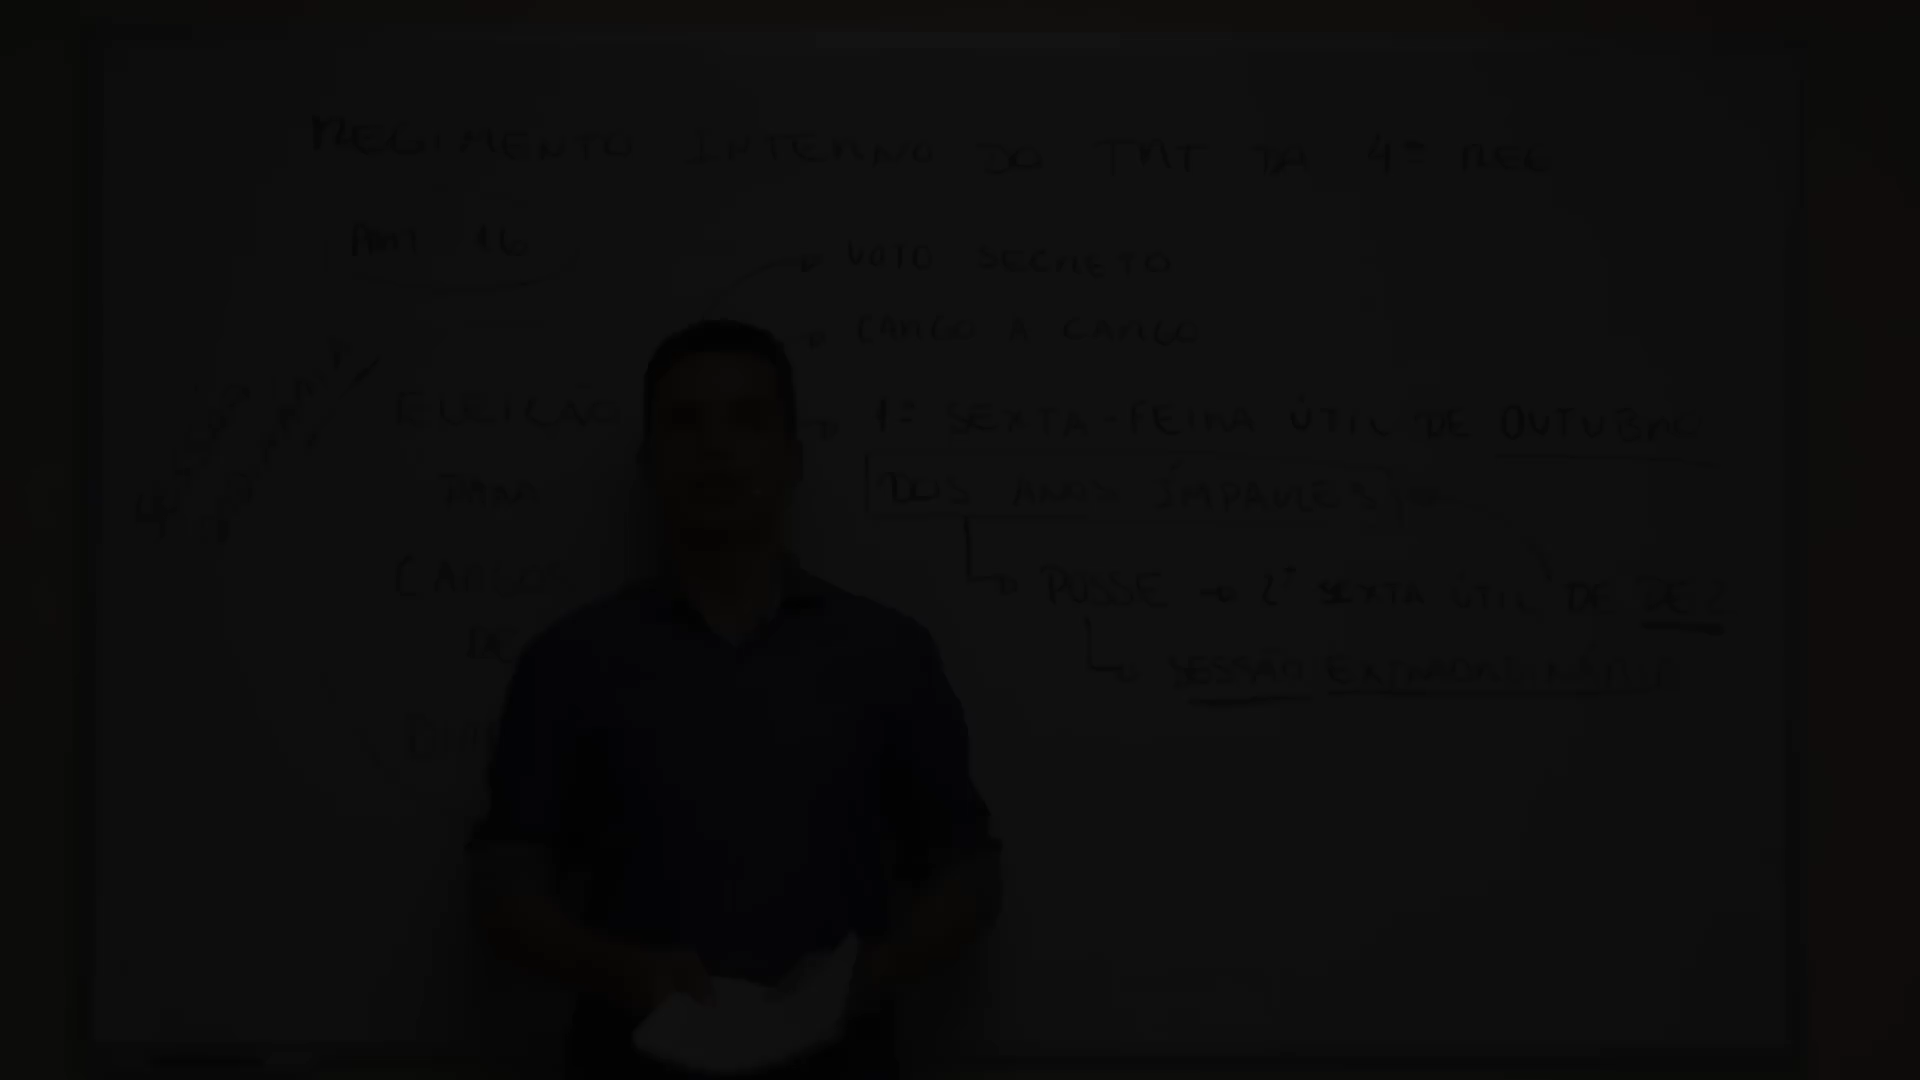 REGIMENTO INTERNO DO TRT DA 4ª REG
ART 16
VOTO SECRETO
CARGO A CARGO
ELEIÇÃO
1ª SEXTA-FEIRA ÚTIL DE OUTUBRO
PARA
DOS ANOS ÍMPARES
CARGOS
POSSE → 2ª SEXTA ÚTIL DE DEZ
DE
SESSÃO EXTRAORDINÁRIA